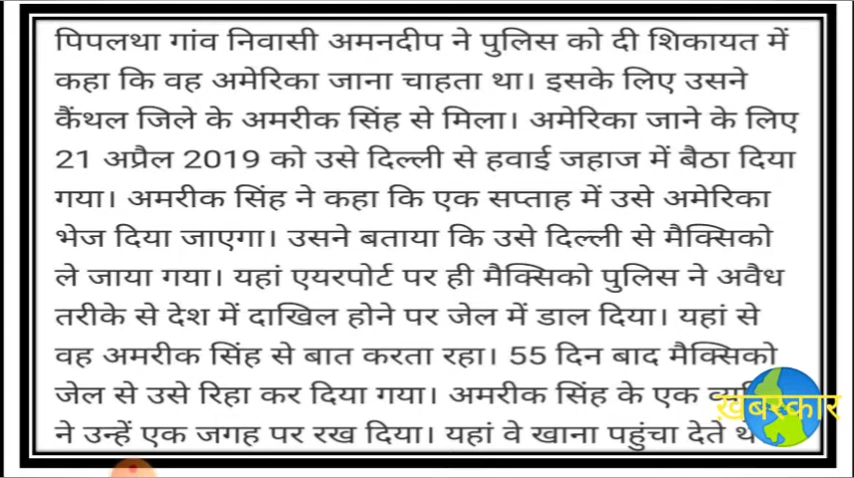 पिपलथा गांव निवासी अमनदीप ने पुलिस को दी शिकायत में
कहा कि वह अमेरिका जाना चाहता था। इसके लिए उसने
कैंथल जिले के अमरीक सिंह से मिला। अमेरिका जाने के लिए
21 अप्रैल 2019 को उसे दिल्ली से हवाई जहाज में बैठा दिया
गया। अमरीक सिंह ने कहा कि एक सप्ताह में उसे अमेरिका
भेज दिया जाएगा। उसने बताया कि उसे दिल्ली से मैक्सिको
ले जाया गया। यहां एयरपोर्ट पर ही मैक्सिको पुलिस ने अवैध
तरीके से देश में दाखिल होने पर जेल में डाल दिया। यहां से
वह अमरीक सिंह से बात करता रहा। 55 दिन बाद मैक्सिको
जेल से उसे रिहा कर दिया गया। अमरीक सिंह के एक
ख़बरस्कार
ने उन्हें एक जगह पर रख दिया। यहां वे खाना पहुंचा देते